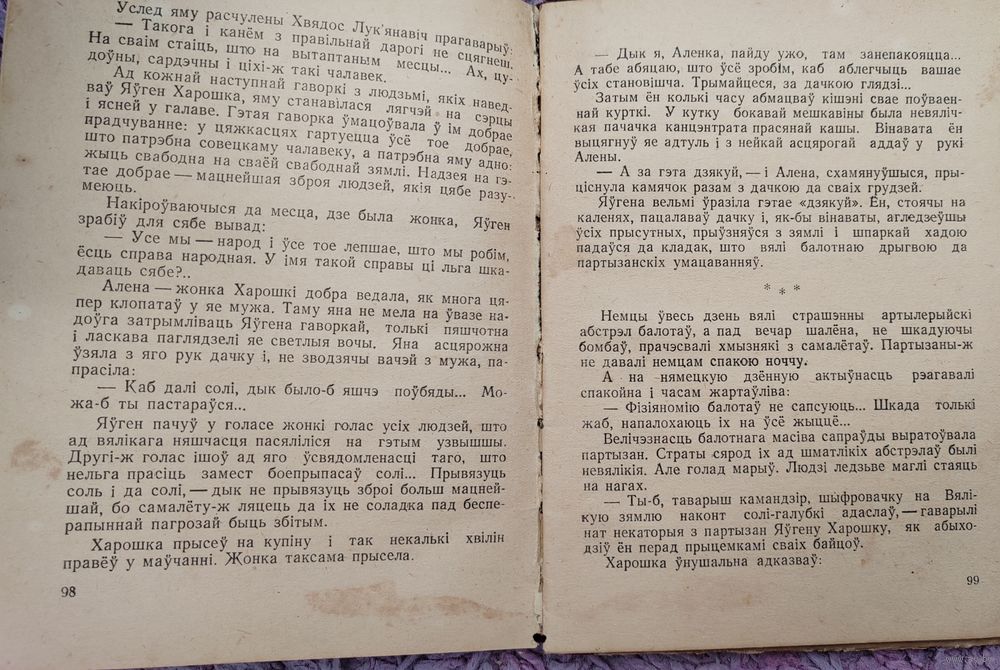 Услед яму расчулены Хвядос Лук'янавіч прагаварыў:
— Такога і канём з правільнай дарогі не сцягнеш.
На сваім стаіць, што на вытаптаным месцы... Ах, цу-
доўны, сардэчны і ціхі-ж такі чалавек.
Ад кожнай наступнай гаворкі з людзьмі, якіх навед-
ваў Яўген Харошка, яму станавілася лягчэй на сэрцы
і ясней у галаве. Гэтая гаворка ўмацоўвала ў ім добрае
прадчуванне: у цяжкасцях гартуецца ўсё тое добрае,
што патрэбна совецкаму чалавеку, а патрэбна яму адно:
жыць свабодна на сваёй свабоднай зямлі. Надзея на гэ-
тае добрае — мацнейшая зброя людзей, якія цябе разу-
меюць.
Накіроўваючыся да месца, дзе была жонка, Яўген
зрабіў для сябе вывад:
— Усе мы — народ і ўсе тое лепшае, што мы робім,
ёсць справа народная. У імя такой справы ці льга шка-
даваць сябе?..
Алена — жонка Харошкі добра ведала, як многа ця-
пер клопатаў у яе мужа. Таму яна не мела на ўвазе на-
доўга затрымліваць Яўгена гаворкай, толькі пяшчотна
і ласкава паглядзелі яе светлыя вочы. Яна асцярожна
ўзяла з яго рук дачку і, не зводзячы вачэй з мужа, па-
прасіла:
— Каб далі солі, дык было-б яшчэ поўбяды... Мо-
жа-б ты пастараўся...
Яўген пачуў у голасе жонкі голас усіх людзей, што
ад вялікага няшчасця пасяліліся на гэтым узвышшы.
Другі-ж голас ішоў ад яго ўсвядомленасці таго, што
нельга прасіць замест боепрыпасаў солі... Прывязуць
соль і да солі, — дык не прывязуць зброі больш мацней-
шай, бо самалёту-ж ляцець да іх не соладка пад беспе-
рапыннай пагрозай быць збітым.
Харошка прысеў на купіну і так некалькі хвілін
правёў у маўчанні. Жонка таксама прысела.
98
— Дык я, Аленка, пайду ужо, там занепакояцца...
А табе абяцаю, што ўсё зробім, каб аблегчыць вашае
ўсіх становішча. Трымайцеся, за дачкою глядзі...
Затым ён колькі часу абмацваў кішэні свае поўваен-
най курткі. У кутку бокавай мешкавіны была невяліч-
кая пачачка канцэнтрата прасянай кашы. Вінавата ён
выцягнуў яе адтуль і з нейкай асцярогай аддаў у рукі
Алены.
— А за гэта дзякуй, — і Алена, схамянуўшыся, пры-
ціснула камячок разам з дачкою да сваіх грудзей.
Яўгена вельмі ўразіла гэтае «дзякуй». Ён, стоячы на
каленях, пацалаваў дачку і, як-бы вінаваты, агледзеўшы
ўсіх прысутных, прыўзняўся з зямлі і шпаркай хадою
падаўся да кладак, што вялі балотнаю дрыгвою да
партызанскіх умацаванняў.
* * *
Немцы ўвесь дзень вялі страшэнны артылерыйскі
абстрэл балотаў, а пад вечар шалёна, не шкадуючы
бомбаў, прачэсвалі хмызнякі з самалётаў. Партызаны-ж
не давалі немцам спакою ноччу.
А на нямецкую дзённую актыўнасць рэагавалі
спакойна і часам жартаўліва:
— Фізіяномію балотаў не сапсуюць... Шкада толькі
жаб, напалохаюць іх на ўсё жыццё...
Велічэзнасць балотнага масіва сапраўды выратоўвала
партызан. Страты сярод іх ад шматлікіх абстрэлаў былі
невялікія. Але голад марыў. Людзі ледзьве маглі стаяць
на нагах.
— Ты-б, таварыш камандзір, шыфровачку на Вялі-
кую зямлю наконт солі-галубкі адаслаў, — гаварылі
нат некаторыя з партызан Яўгену Харошку, як абыхо-
дзіў ён перад прыцемкамі сваіх байцоў.
Харошка ўнушальна адказваў:
99